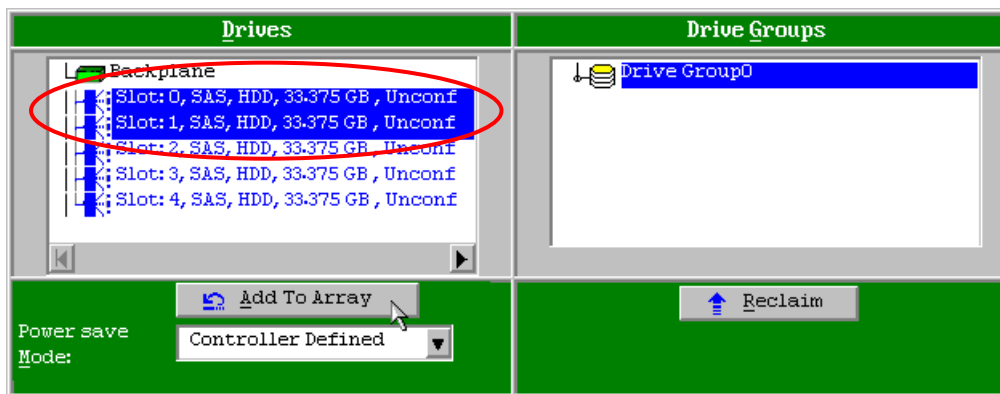 Drives
Drive Groups
Backplane
Slot: 0, SAS, HDD, 33.375 GB , Unconf
Slot: 1, SAS, HDD, 33.375 GB , Unconf
Slot: 2, SAS, HDD, 33.375 GB , Unconf
Slot: 3, SAS, HDD, 33.375 GB , Unconf
Slot: 4, SAS, HDD, 33.375 GB , Unconf
Drive Group0
Add To Array
Reclaim
Power save
Mode:
Controller Defined